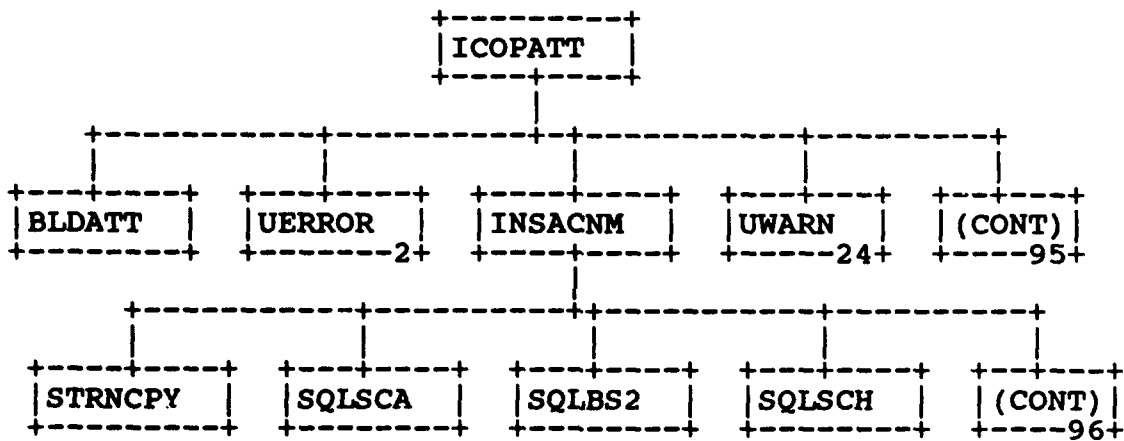 ICOPATT
BLDATT UERROR INSACNM UWARN (CONT)
2 24 95
STRNCPY SQLSCA SQLBS2 SQLSCH (CONT)
96